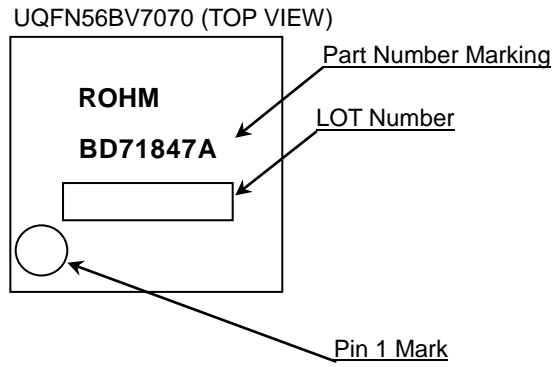 UQFN56BV7070 (TOP VIEW)
Part Number Marking
ROHM
LOT Number
BD71847A
Pin 1 Mark